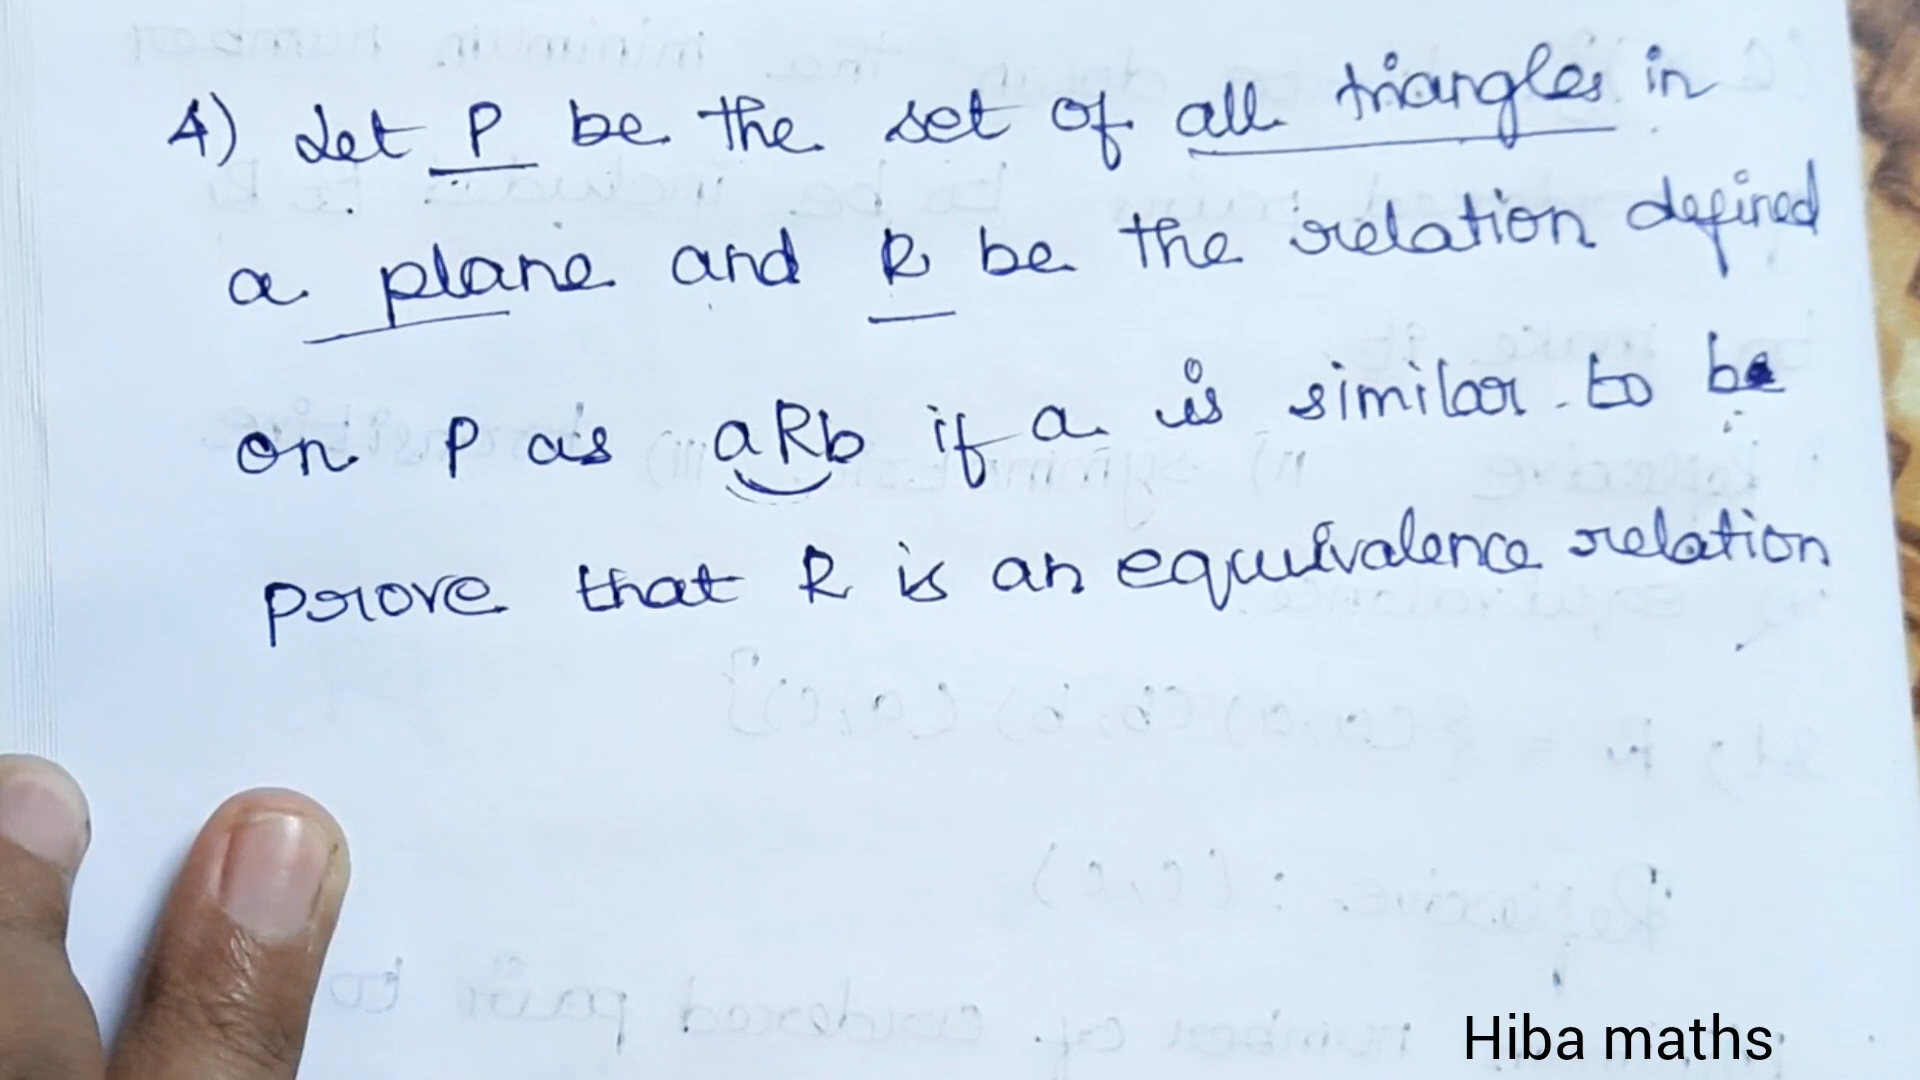 4) Let P be the set of all triangles in
a plane and R be the relation defined
on P as aRb if a is similar to b
prove that R is an equivalence relation
Hiba maths